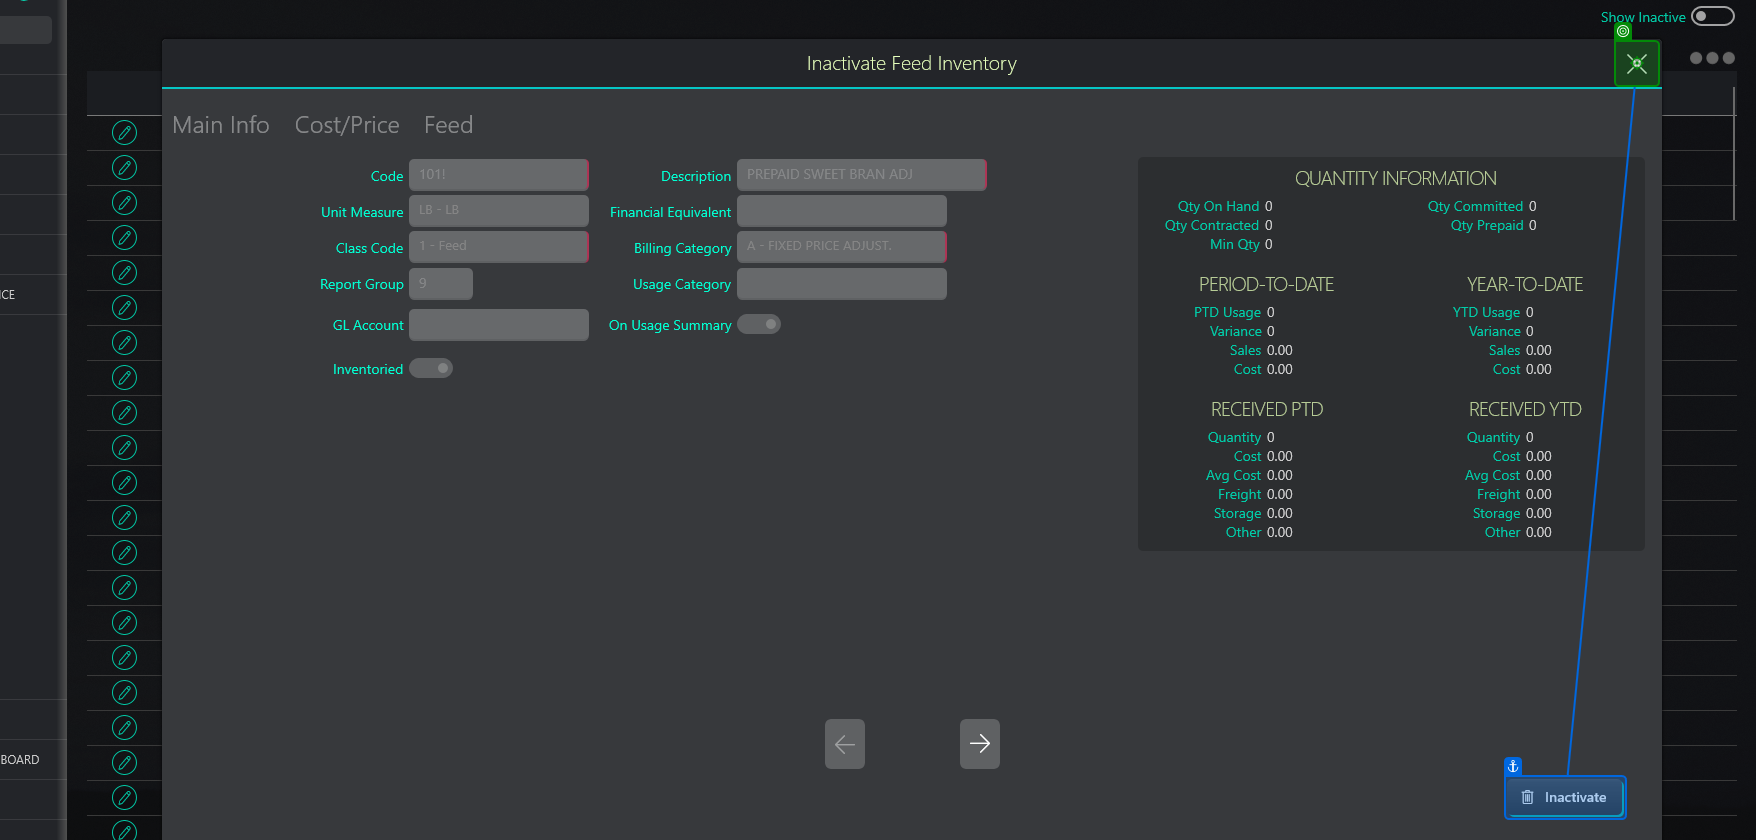 Show Inactive
Inactivate Feed Inventory
Main Info Cost/Price Feed
Code 101! Description PREPAID SWEET BRAN ADJ
Unit Measure LB - LB Financial Equivalent
Class Code 1 - Feed Billing Category A - FIXED PRICE ADJUST.
Report Group 9 Usage Category
GL Account On Usage Summary
Inventoried
QUANTITY INFORMATION
Qty On Hand 0 Qty Committed 0
Qty Contracted 0 Qty Prepaid 0
Min Qty 0
PERIOD-TO-DATE YEAR-TO-DATE
PTD Usage 0 YTD Usage 0
Variance 0 Variance 0
Sales 0.00 Sales 0.00
Cost 0.00 Cost 0.00
RECEIVED PTD RECEIVED YTD
Quantity 0 Quantity 0
Cost 0.00 Cost 0.00
Avg Cost 0.00 Avg Cost 0.00
Freight 0.00 Freight 0.00
Storage 0.00 Storage 0.00
Other 0.00 Other 0.00
ICE
BOARD
Inactivate